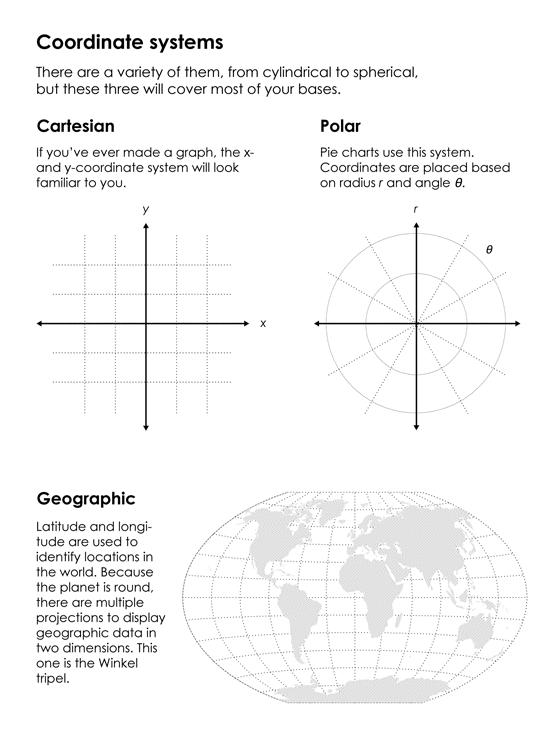 Coordinate systems
There are a variety of them, from cylindrical to spherical,
but these three will cover most of your bases.
Cartesian
If you’ve ever made a graph, the x-
and y-coordinate system will look
familiar to you.
y
x
Polar
Pie charts use this system.
Coordinates are placed based
on radius r and angle θ.
r
θ
Geographic
Latitude and longi-
tude are used to
identify locations in
the world. Because
the planet is round,
there are multiple
projections to display
geographic data in
two dimensions. This
one is the Winkel
tripel.